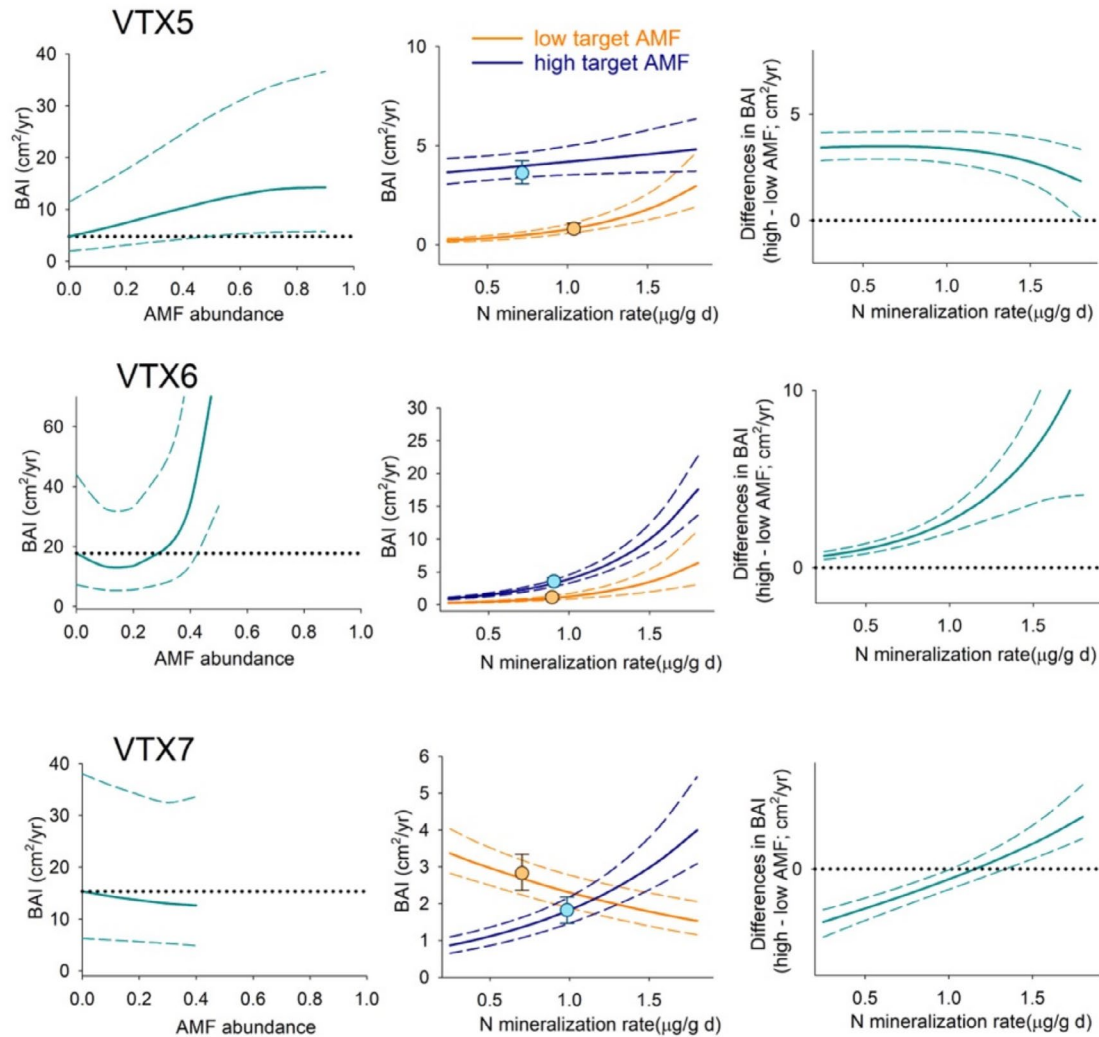 VTX5
low target AMF
high target AMF
BAI (cm²/yr)
40
30
20
10
0
0.0 0.2 0.4 0.6 0.8 1.0
AMF abundance
BAI (cm²/yr)
10
5
0
0.5 1.0 1.5
N mineralization rate(μg/g d)
Differences in BAI
(high - low AMF; cm²/yr)
5
0
0.5 1.0 1.5
N mineralization rate(μg/g d)
VTX6
BAI (cm²/yr)
60
40
20
0
0.0 0.2 0.4 0.6 0.8 1.0
AMF abundance
BAI (cm²/yr)
30
25
20
15
10
5
0
0.5 1.0 1.5
N mineralization rate(μg/g d)
Differences in BAI
(high - low AMF; cm²/yr)
10
0
0.5 1.0 1.5
N mineralization rate(μg/g d)
VTX7
BAI (cm²/yr)
40
30
20
10
0
0.0 0.2 0.4 0.6 0.8 1.0
AMF abundance
BAI (cm²/yr)
6
5
4
3
2
1
0
0.5 1.0 1.5
N mineralization rate(μg/g d)
Differences in BAI
(high - low AMF; cm²/yr)
0
0.5 1.0 1.5
N mineralization rate(μg/g d)